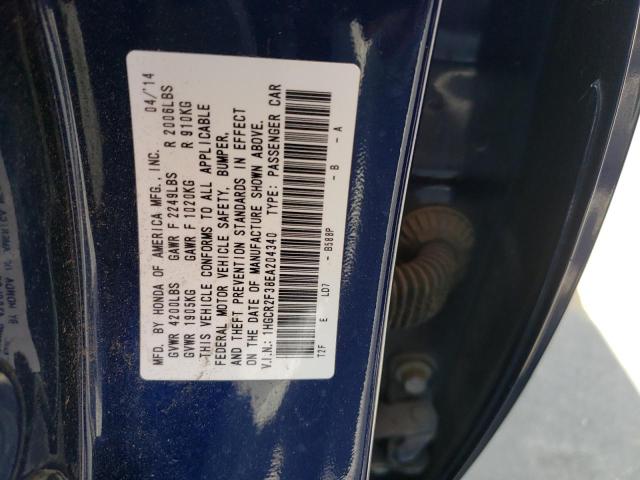 MFD. BY HONDA OF AMERICA MFG., INC. 04/'14
GVWR 4200LBS GAWR F 2249LBS R 2006LBS
GVWR 1905KG GAWR F 1020KG R 910KG
THIS VEHICLE CONFORMS TO ALL APPLICABLE
FEDERAL MOTOR VEHICLE SAFETY, BUMPER,
AND THEFT PREVENTION STANDARDS IN EFFECT
ON THE DATE OF MANUFACTURE SHOWN ABOVE.
V.I.N.: 1HGCR2F38EA204340 TYPE: PASSENGER CAR
T2F E LD7 - B588P - B - A